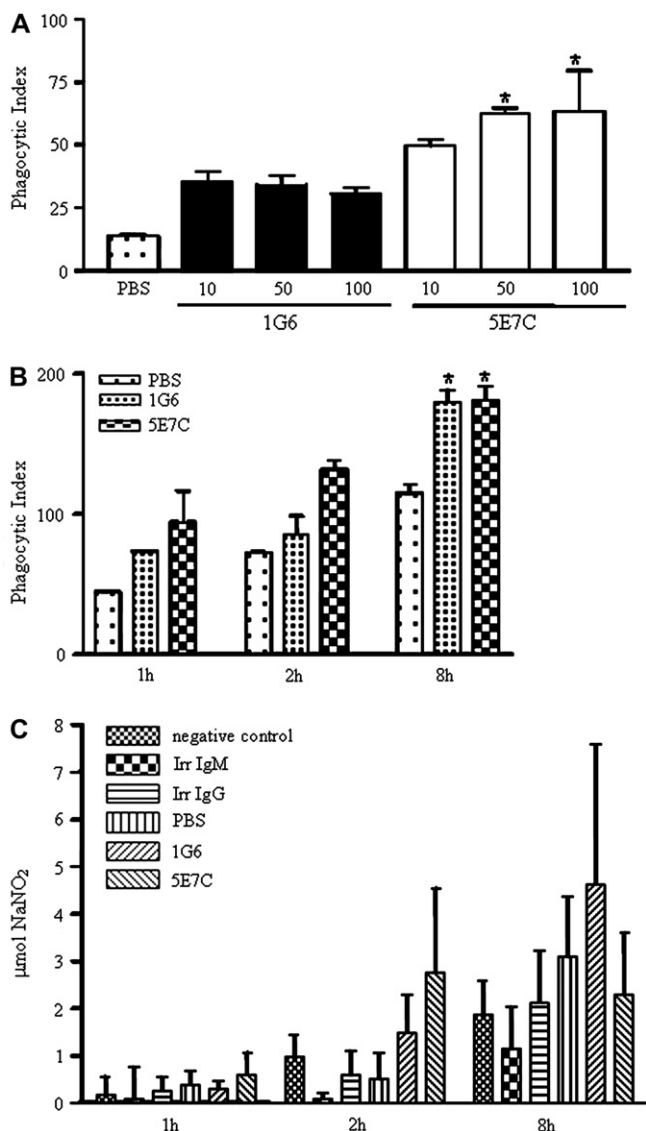 A
100
75
50
25
0
Phagocytic Index
* *
PBS 10 50 100 10 50 100
1G6 5E7C
B
200
100
0
Phagocytic Index
PBS
1G6
5E7C
* *
1h 2h 8h
C
8
7
6
5
4
3
2
1
0
µmol NaNO₂
negative control
Irr IgM
Irr IgG
PBS
1G6
5E7C
1h 2h 8h